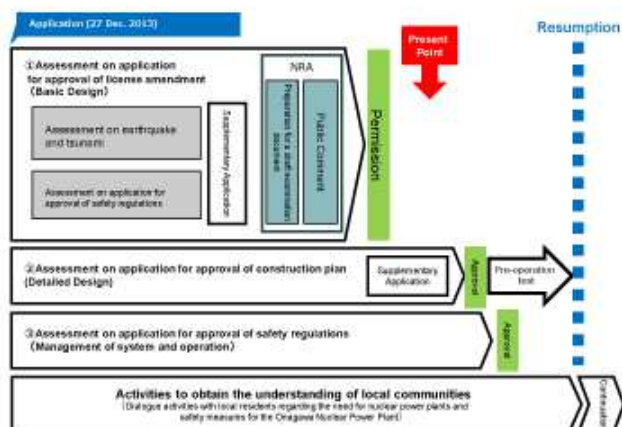 Application (27 Dec. 2013)
Resumption
Present
Point
①Assessment on application
for approval of license amendment
(Basic Design)
NRA
Assessment on earthquake
and tsunami
Assessment on application for
approval of safety regulations
Supplementary
Application
Preparation for a draft examination
document
Public Comment
Permission
②Assessment on application for approval of construction plan
(Detailed Design)
Supplementary
Application
Approval
Pre-operation
test
③Assessment on application for approval of safety regulations
(Management of system and operation)
Approval
Activities to obtain the understanding of local communities
(Dialogue activities with local residents regarding the need for nuclear power plants and
safety measures for the Onagawa Nuclear Power Plant)